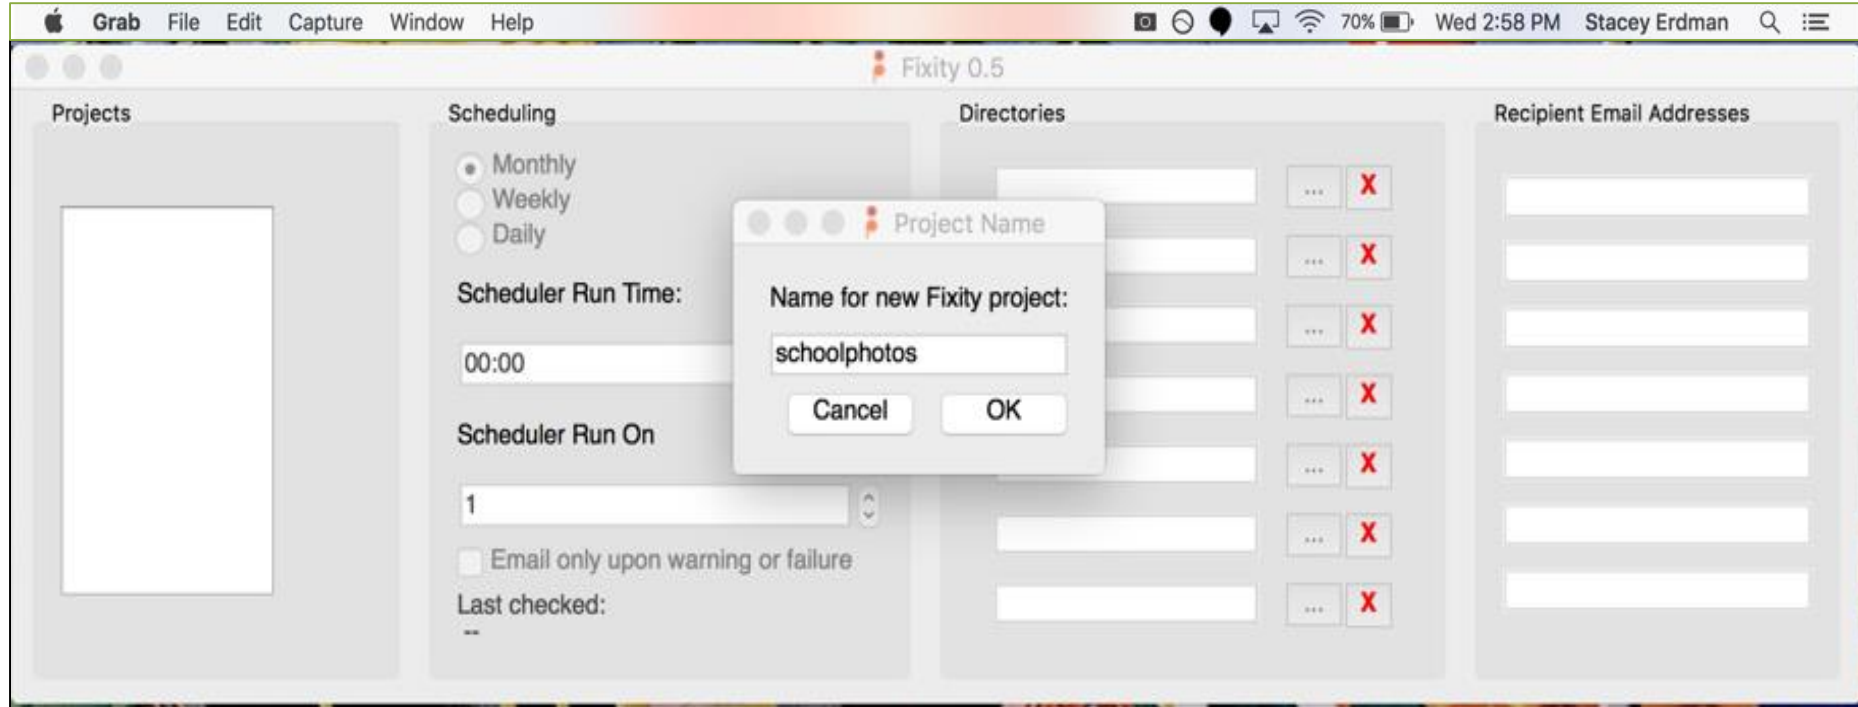 Grab File Edit Capture Window Help 70% Wed 2:58 PM Stacey Erdman
Fixity 0.5
Projects
Scheduling
Monthly
Weekly
Daily
Scheduler Run Time:
00:00
Scheduler Run On
1
Email only upon warning or failure
Last checked:
--
Project Name
Name for new Fixity project:
schoolphotos
Cancel OK
Directories
... X
... X
... X
... X
... X
... X
... X
Recipient Email Addresses